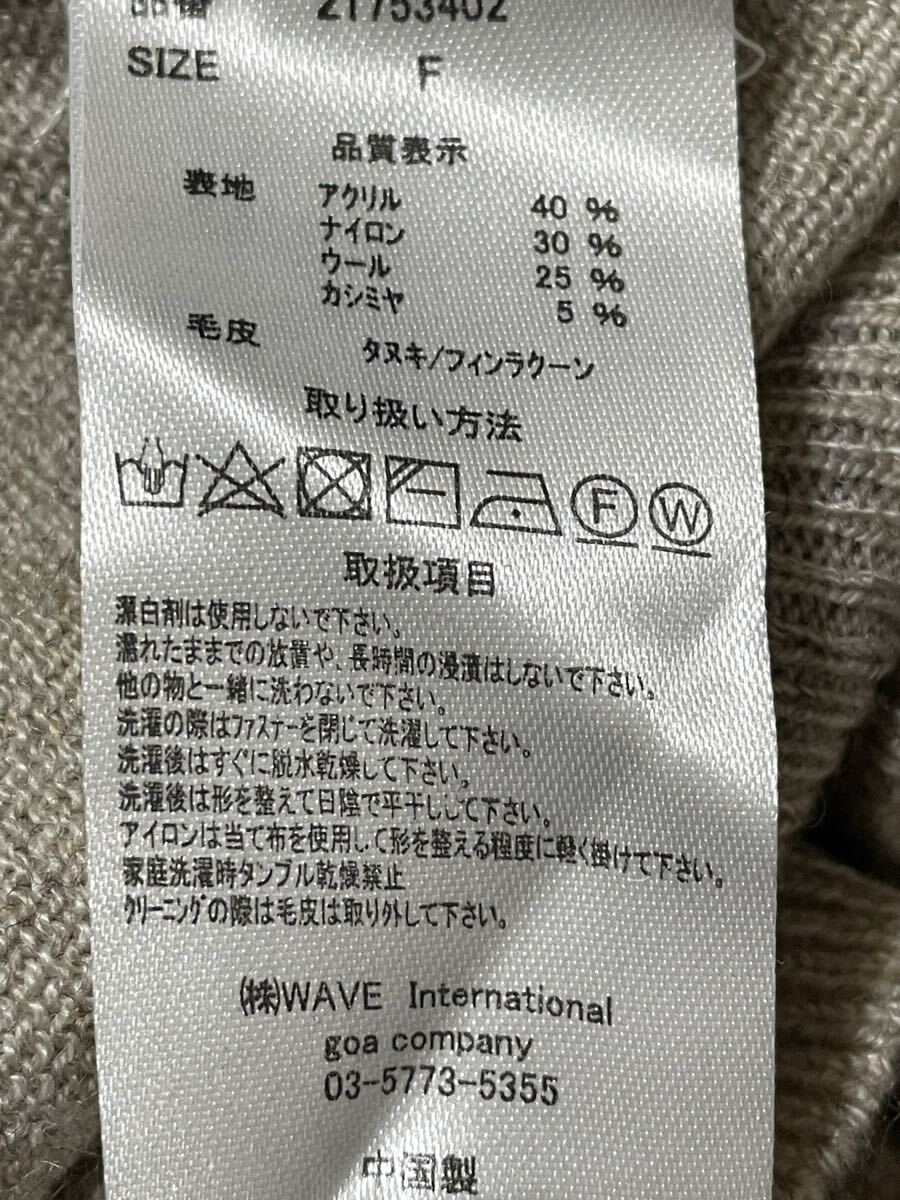 品番 21753402
SIZE F
品質表示
表地 アクリル 40 %
ナイロン 30 %
ウール 25 %
カシミヤ 5 %
毛皮 タヌキ/フィンラクーン
取り扱い方法
F W
取扱項目
漂白剤は使用しないで下さい。
濡れたままでの放置や、長時間の浸漬はしないで下さい。
他の物と一緒に洗わないで下さい。
洗濯の際はファスナーを閉じて洗濯して下さい。
洗濯後はすぐに脱水乾燥して下さい。
洗濯後は形を整えて日陰で平干しして下さい。
アイロンは当て布を使用して形を整える程度に軽く掛けて下さい。
家庭洗濯時タンブル乾燥禁止
クリーニングの際は毛皮は取り外して下さい。
㈱WAVE International
goa company
03-5773-5355
中国製